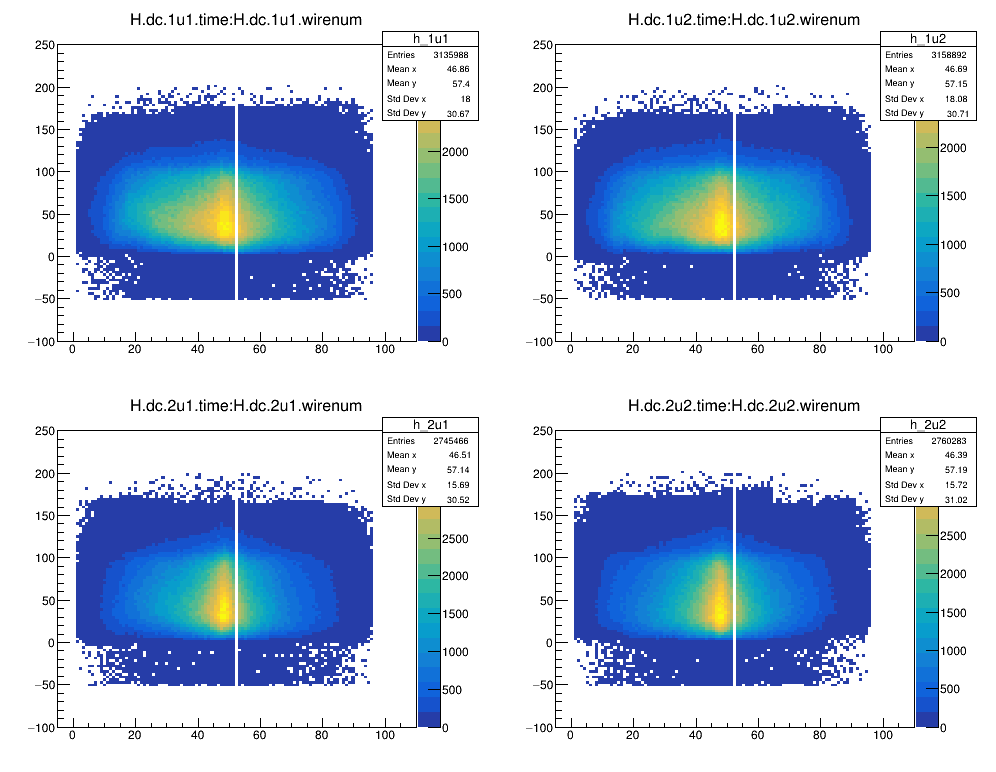 H.dc.1u1.time:H.dc.1u1.wirenum
h_1u1
Entries 3135988
Mean x 46.86
Mean y 57.4
Std Dev x 18
Std Dev y 30.67
250
200
150
100
50
0
−50
−100
0 20 40 60 80 100
2000
1500
1000
500
0
H.dc.1u2.time:H.dc.1u2.wirenum
h_1u2
Entries 3158892
Mean x 46.69
Mean y 57.15
Std Dev x 18.08
Std Dev y 30.71
250
200
150
100
50
0
−50
−100
0 20 40 60 80 100
2000
1500
1000
500
0
H.dc.2u1.time:H.dc.2u1.wirenum
h_2u1
Entries 2745466
Mean x 46.51
Mean y 57.14
Std Dev x 15.69
Std Dev y 30.52
250
200
150
100
50
0
−50
−100
0 20 40 60 80 100
2500
2000
1500
1000
500
0
H.dc.2u2.time:H.dc.2u2.wirenum
h_2u2
Entries 2760283
Mean x 46.39
Mean y 57.19
Std Dev x 15.72
Std Dev y 31.02
250
200
150
100
50
0
−50
−100
0 20 40 60 80 100
2500
2000
1500
1000
500
0